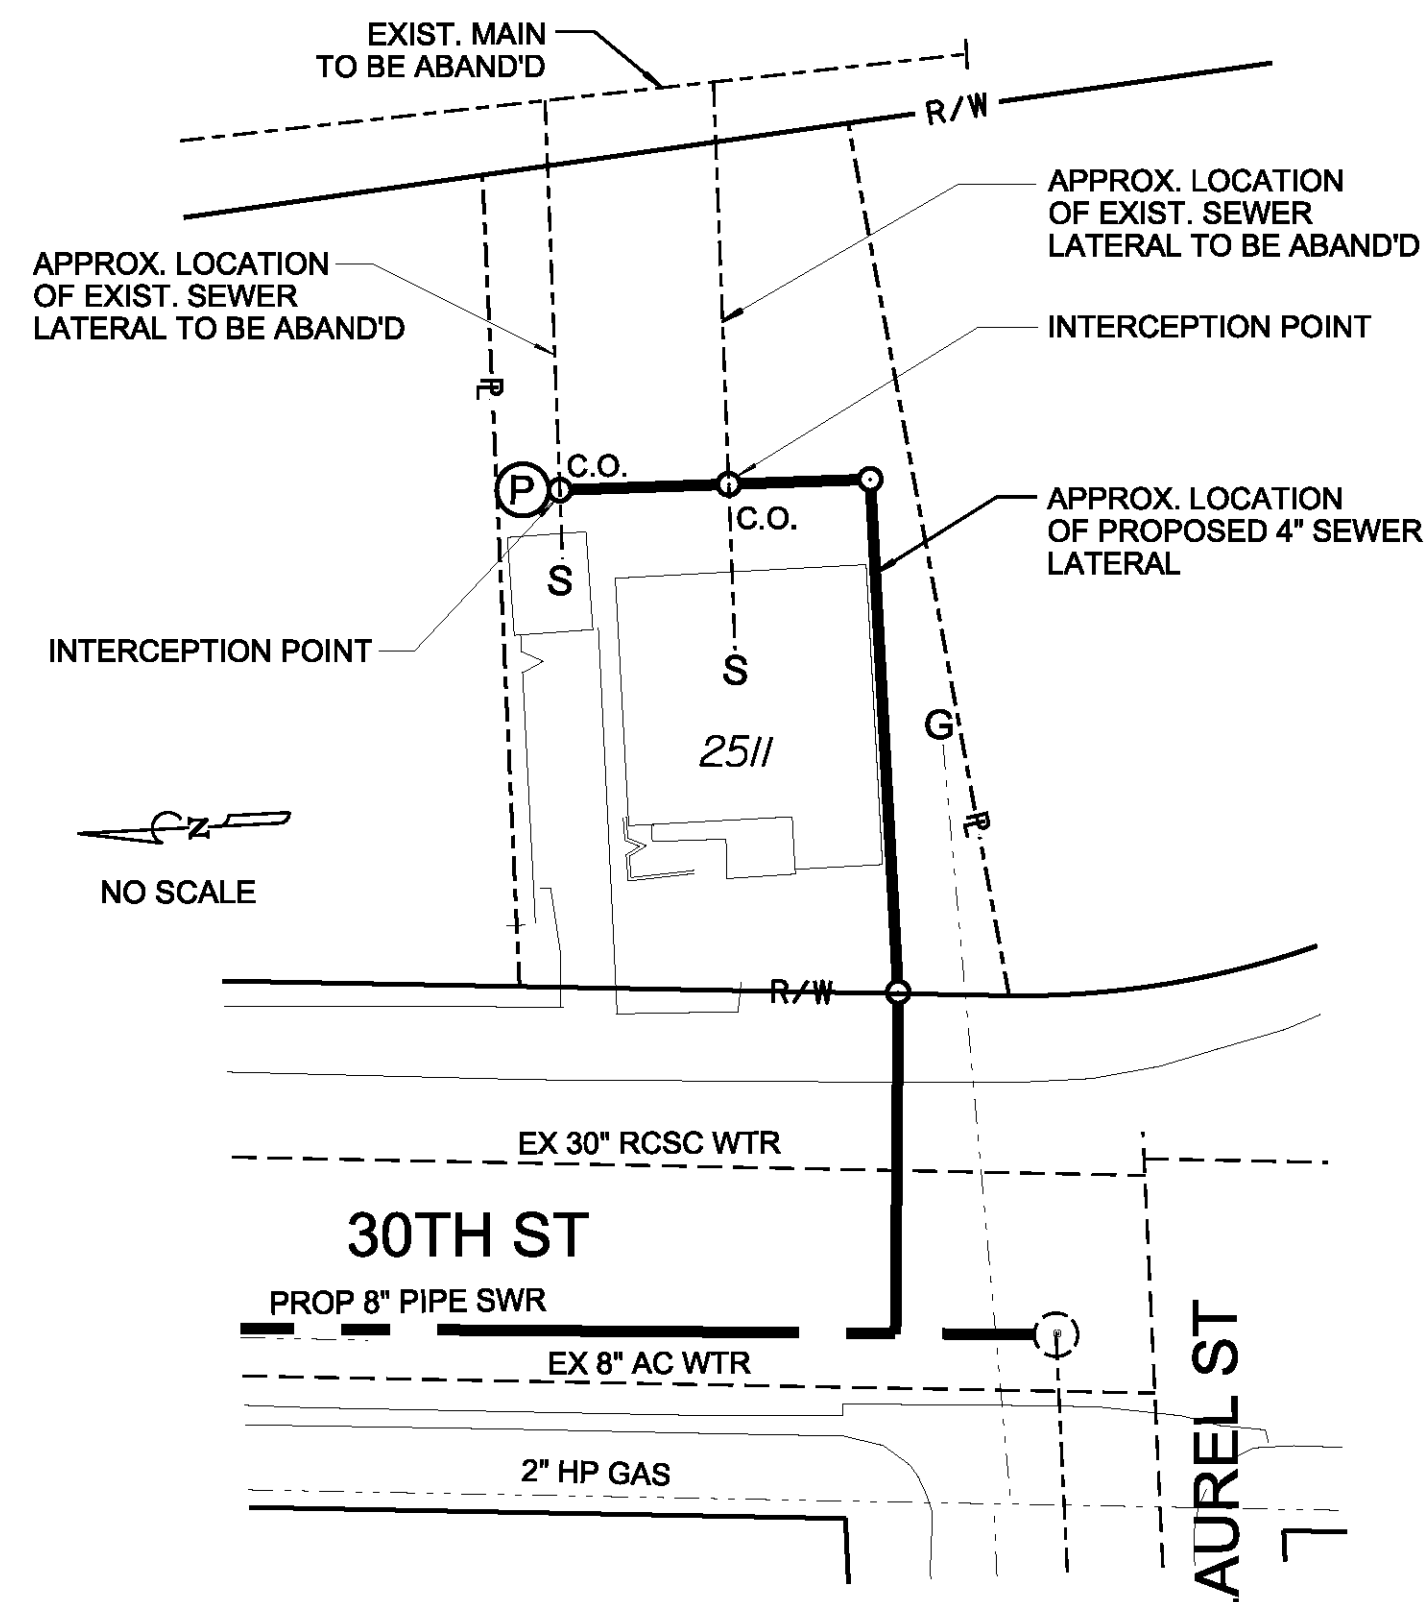 EXIST. MAIN
TO BE ABAND'D
R/W
APPROX. LOCATION
OF EXIST. SEWER
LATERAL TO BE ABAND'D
APPROX. LOCATION
OF EXIST. SEWER
LATERAL TO BE ABAND'D
INTERCEPTION POINT
PL
C.O.
P
C.O.
APPROX. LOCATION
OF PROPOSED 4" SEWER
LATERAL
S
INTERCEPTION POINT
S
G
2511
PL
N
NO SCALE
R/W
EX 30" RCSC WTR
30TH ST
PROP 8" PIPE SWR
EX 8" AC WTR
2" HP GAS
AUREL ST